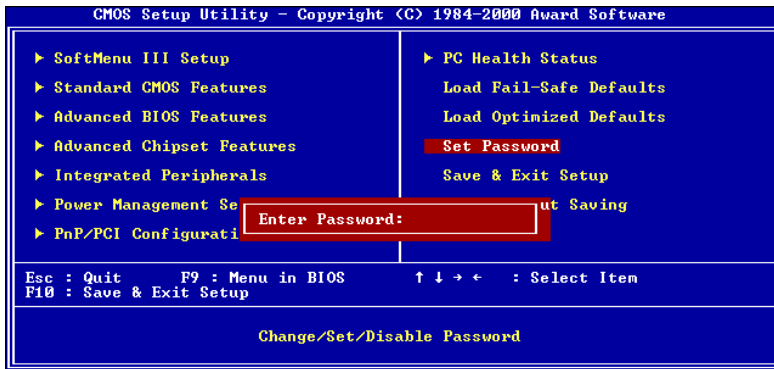 CMOS Setup Utility - Copyright (C) 1984-2000 Award Software
▶ SoftMenu III Setup
▶ Standard CMOS Features
▶ Advanced BIOS Features
▶ Advanced Chipset Features
▶ Integrated Peripherals
▶ Power Management Se
▶ PnP/PCI Configurati
▶ PC Health Status
Load Fail-Safe Defaults
Load Optimized Defaults
Set Password
Save & Exit Setup
ut Saving
Enter Password:
Esc : Quit F9 : Menu in BIOS ↑ ↓ → ← : Select Item
F10 : Save & Exit Setup
Change/Set/Disable Password